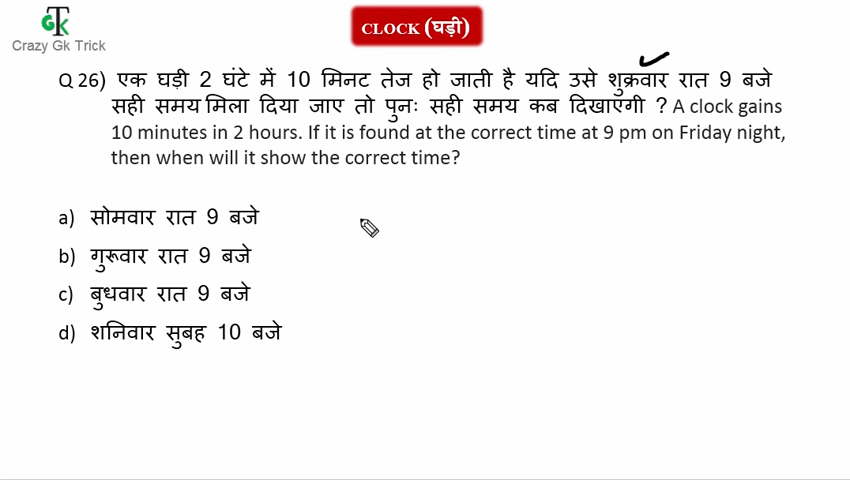 GTK
Crazy Gk Trick
CLOCK (घड़ी)
Q 26) एक घड़ी 2 घंटे में 10 मिनट तेज हो जाती है यदि उसे शुक्रवार रात 9 बजे
सही समय मिला दिया जाए तो पुनः सही समय कब दिखाएगी ? A clock gains
10 minutes in 2 hours. If it is found at the correct time at 9 pm on Friday night,
then when will it show the correct time?
a) सोमवार रात 9 बजे
b) गुरूवार रात 9 बजे
c) बुधवार रात 9 बजे
d) शनिवार सुबह 10 बजे